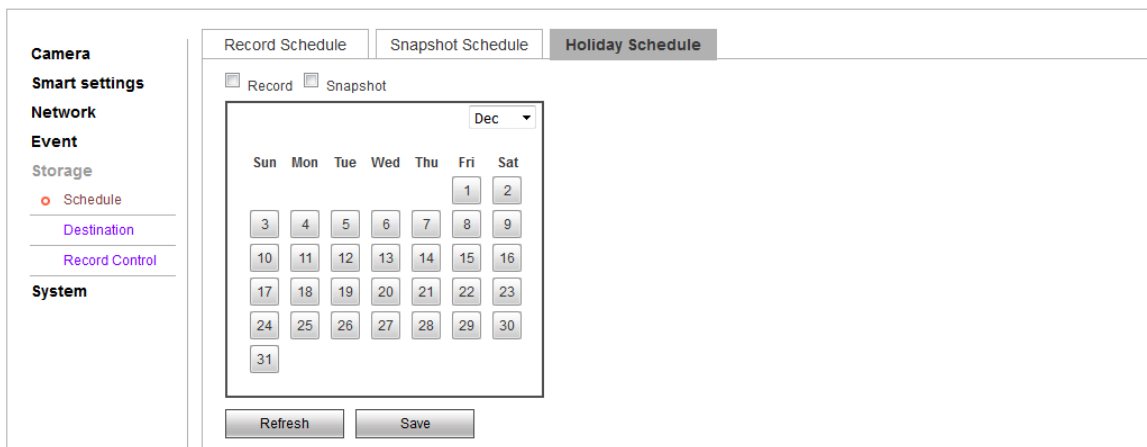 Camera
Smart settings
Network
Event
Storage
Schedule
Destination
Record Control
System
Record Schedule Snapshot Schedule Holiday Schedule
Record Snapshot
Dec
Sun Mon Tue Wed Thu Fri Sat
1 2
3 4 5 6 7 8 9
10 11 12 13 14 15 16
17 18 19 20 21 22 23
24 25 26 27 28 29 30
31
Refresh Save